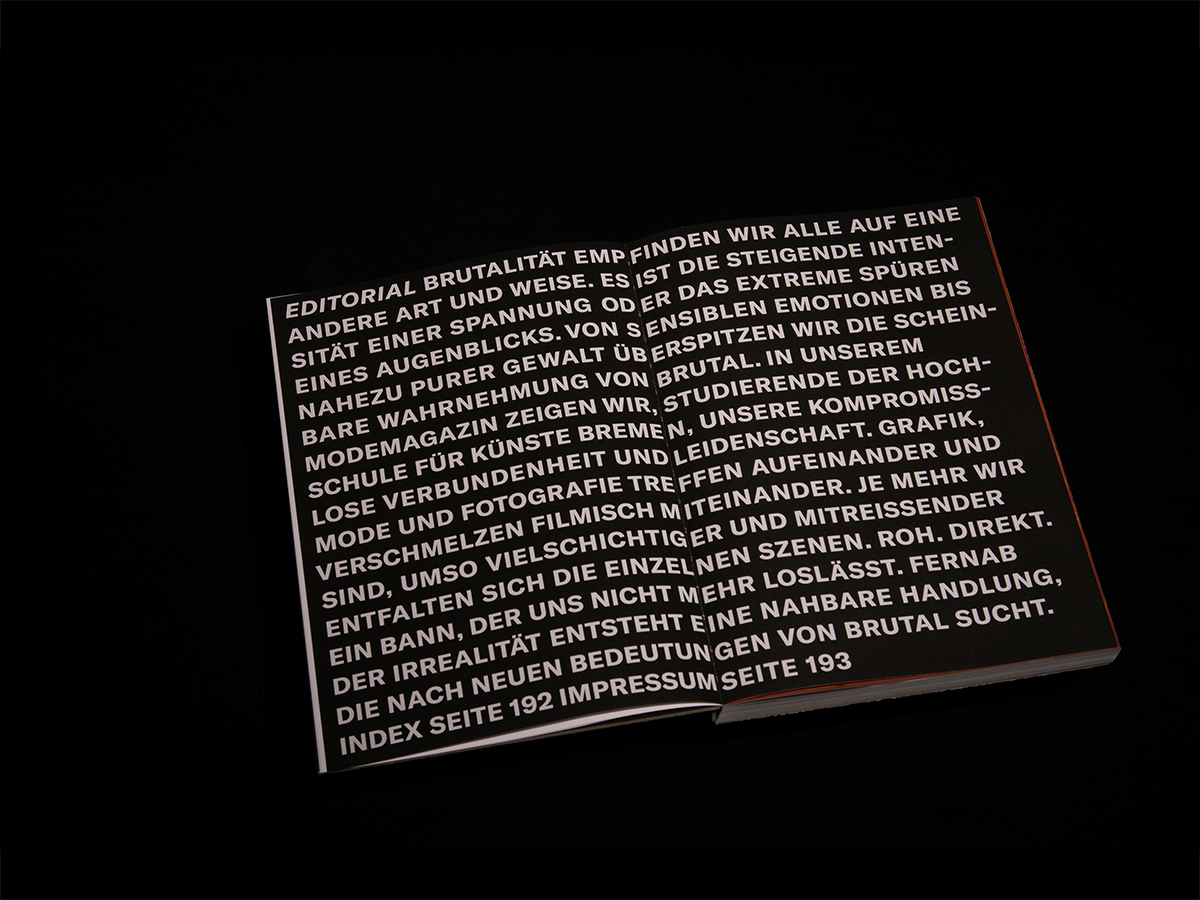 EDITORIAL BRUTALITÄT EMPFINDEN WIR ALLE AUF EINE
ANDERE ART UND WEISE. ES IST DIE STEIGENDE INTEN-
SITÄT EINER SPANNUNG ODER DAS EXTREME SPÜREN
EINES AUGENBLICKS. VON SENSIBLEN EMOTIONEN BIS
NAHEZU PURER GEWALT ÜBERSPITZEN WIR DIE SCHEIN-
BARE WAHRNEHMUNG VON BRUTAL. IN UNSEREM
MODEMAGAZIN ZEIGEN WIR, STUDIERENDE DER HOCH-
SCHULE FÜR KÜNSTE BREMEN, UNSERE KOMPROMISS-
LOSE VERBUNDENHEIT UND LEIDENSCHAFT. GRAFIK,
MODE UND FOTOGRAFIE TREFFEN AUFEINANDER UND
VERSCHMELZEN FILMISCH MITEINANDER. JE MEHR WIR
SIND, UMSO VIELSCHICHTIGER UND MITREISSENDER
ENTFALTEN SICH DIE EINZELNEN SZENEN. ROH. DIREKT.
EIN BANN, DER UNS NICHT MEHR LOSLÄSST. FERNAB
DER IRREALITÄT ENTSTEHT EINE NAHBARE HANDLUNG,
DIE NACH NEUEN BEDEUTUNGEN VON BRUTAL SUCHT.
INDEX SEITE 192 IMPRESSUM SEITE 193